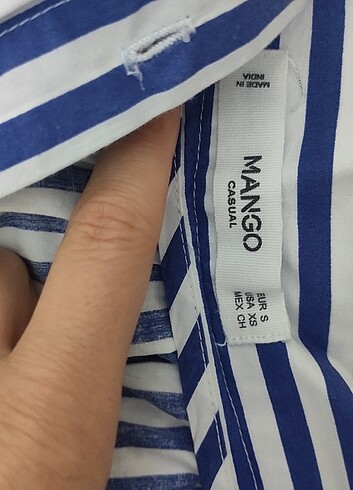 MADE IN
INDIA
MANGO
CASUAL
EUR S
USA XS
MEX CH